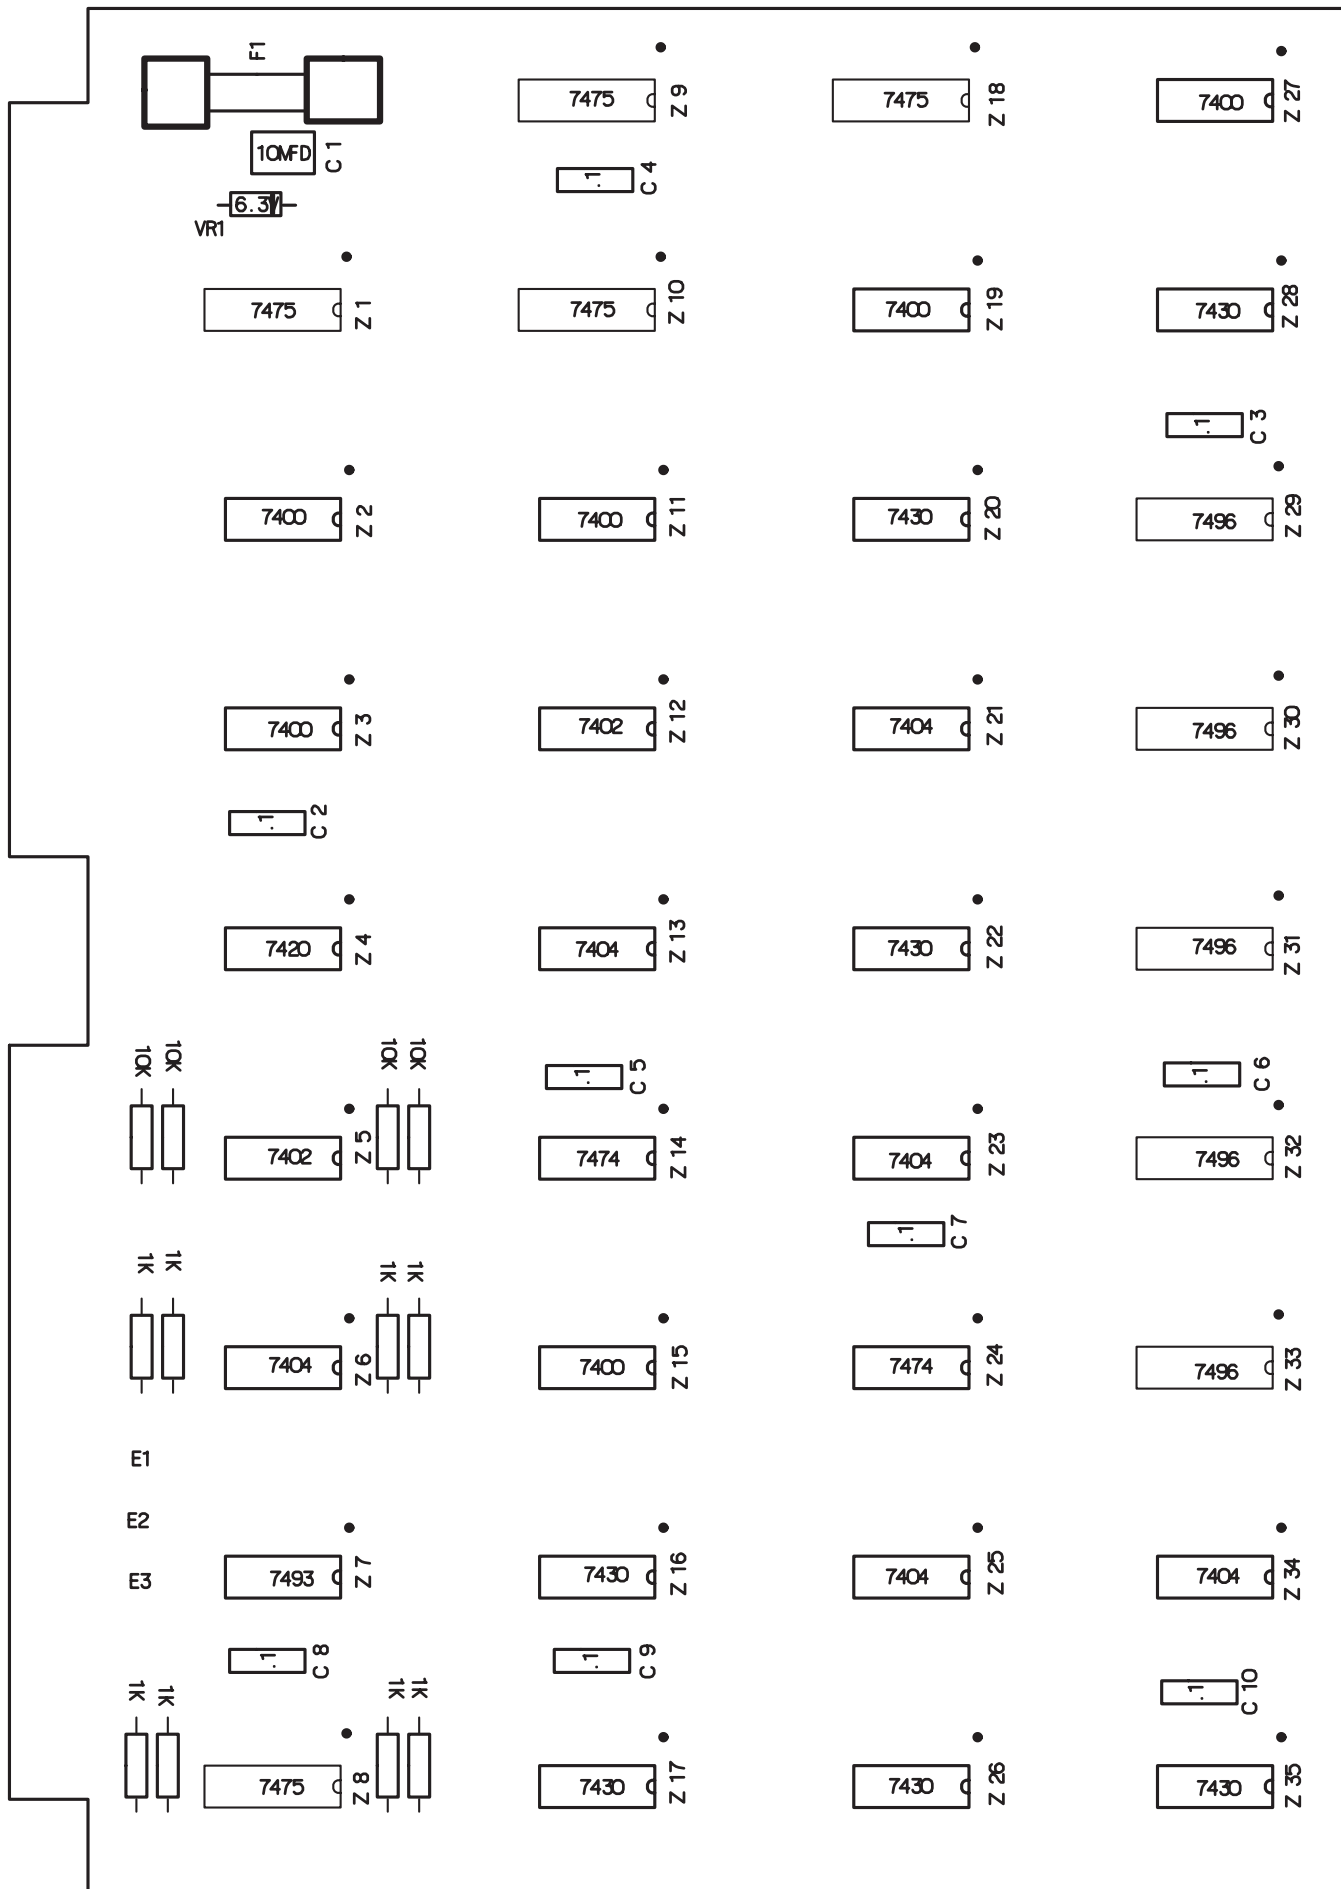 F1
7475
Z 9
7475
Z 18
7400
Z 27
10MFD
C 1
.1
C 4
6.3V
VR1
7475
Z 1
7475
Z 10
7400
Z 19
7430
Z 28
.1
C 3
7400
Z 2
7400
Z 11
7430
Z 20
7496
Z 29
7400
Z 3
7402
Z 12
7404
Z 21
7496
Z 30
.1
C 2
7420
Z 4
7404
Z 13
7430
Z 22
7496
Z 31
10K
10K
10K
10K
.1
C 5
.1
C 6
7402
Z 5
7474
Z 14
7404
Z 23
7496
Z 32
.1
C 7
1K
1K
1K
1K
7404
Z 6
7400
Z 15
7474
Z 24
7496
Z 33
E1
E2
E3
7493
Z 7
7430
Z 16
7404
Z 25
7404
Z 34
.1
C 8
.1
C 9
.1
C 10
1K
1K
1K
1K
7475
Z 8
7430
Z 17
7430
Z 26
7430
Z 35